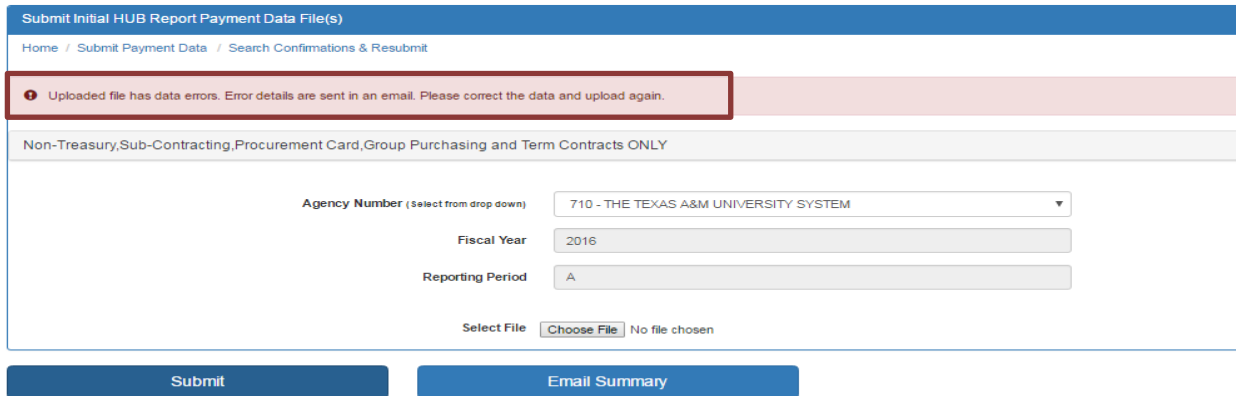 Submit Initial HUB Report Payment Data File(s)
Home / Submit Payment Data / Search Confirmations & Resubmit
Uploaded file has data errors. Error details are sent in an email. Please correct the data and upload again.
Non-Treasury,Sub-Contracting,Procurement Card,Group Purchasing and Term Contracts ONLY
Agency Number (Select from drop down) 710 - THE TEXAS A&M UNIVERSITY SYSTEM
Fiscal Year 2016
Reporting Period A
Select File Choose File No file chosen
Submit Email Summary